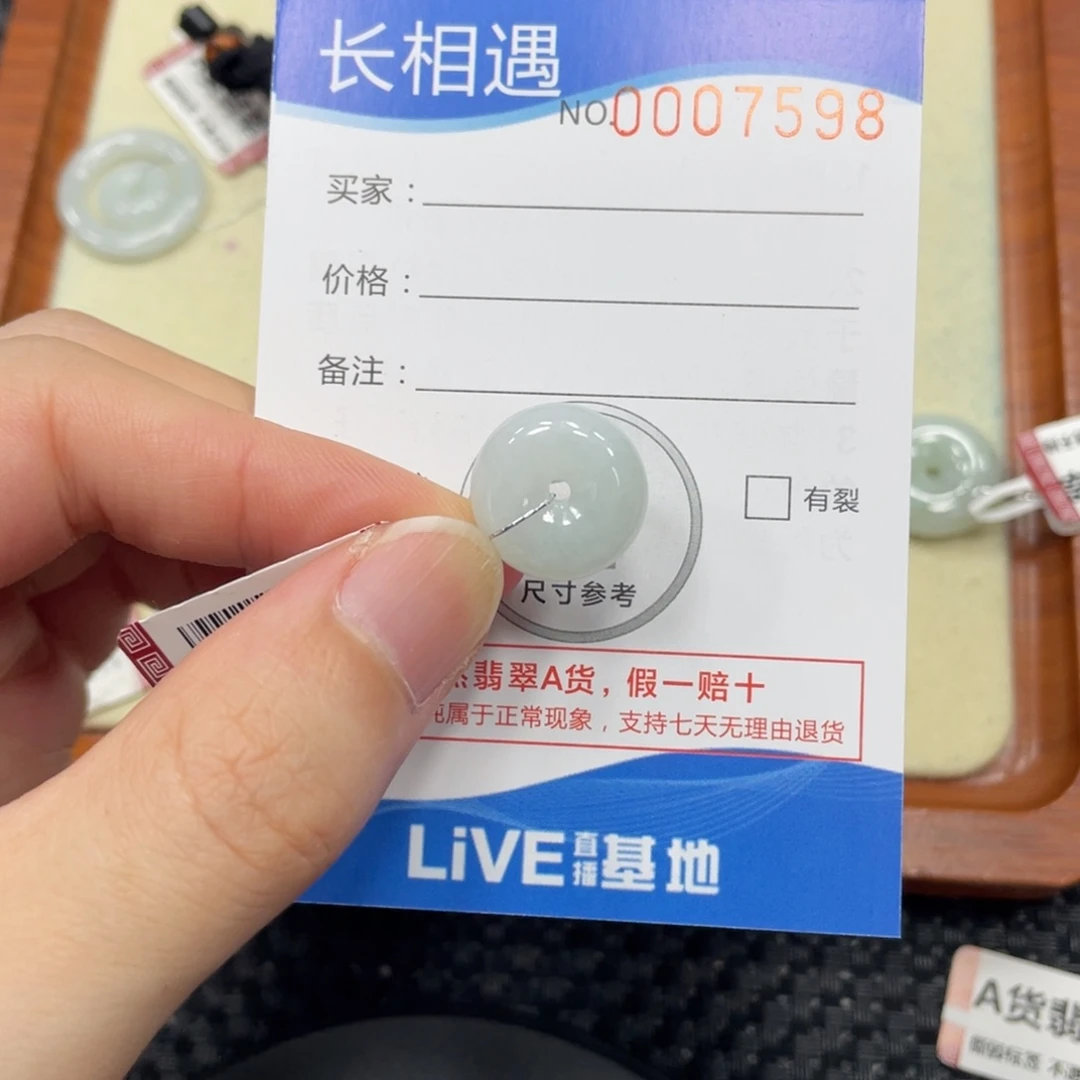 长相遇
NO.0007598
买家：
价格：
备注：
有裂
尺寸参考
翡翠A货，假一赔十
属于正常现象，支持七天无理由退货
LiVE直播基地
A货翡